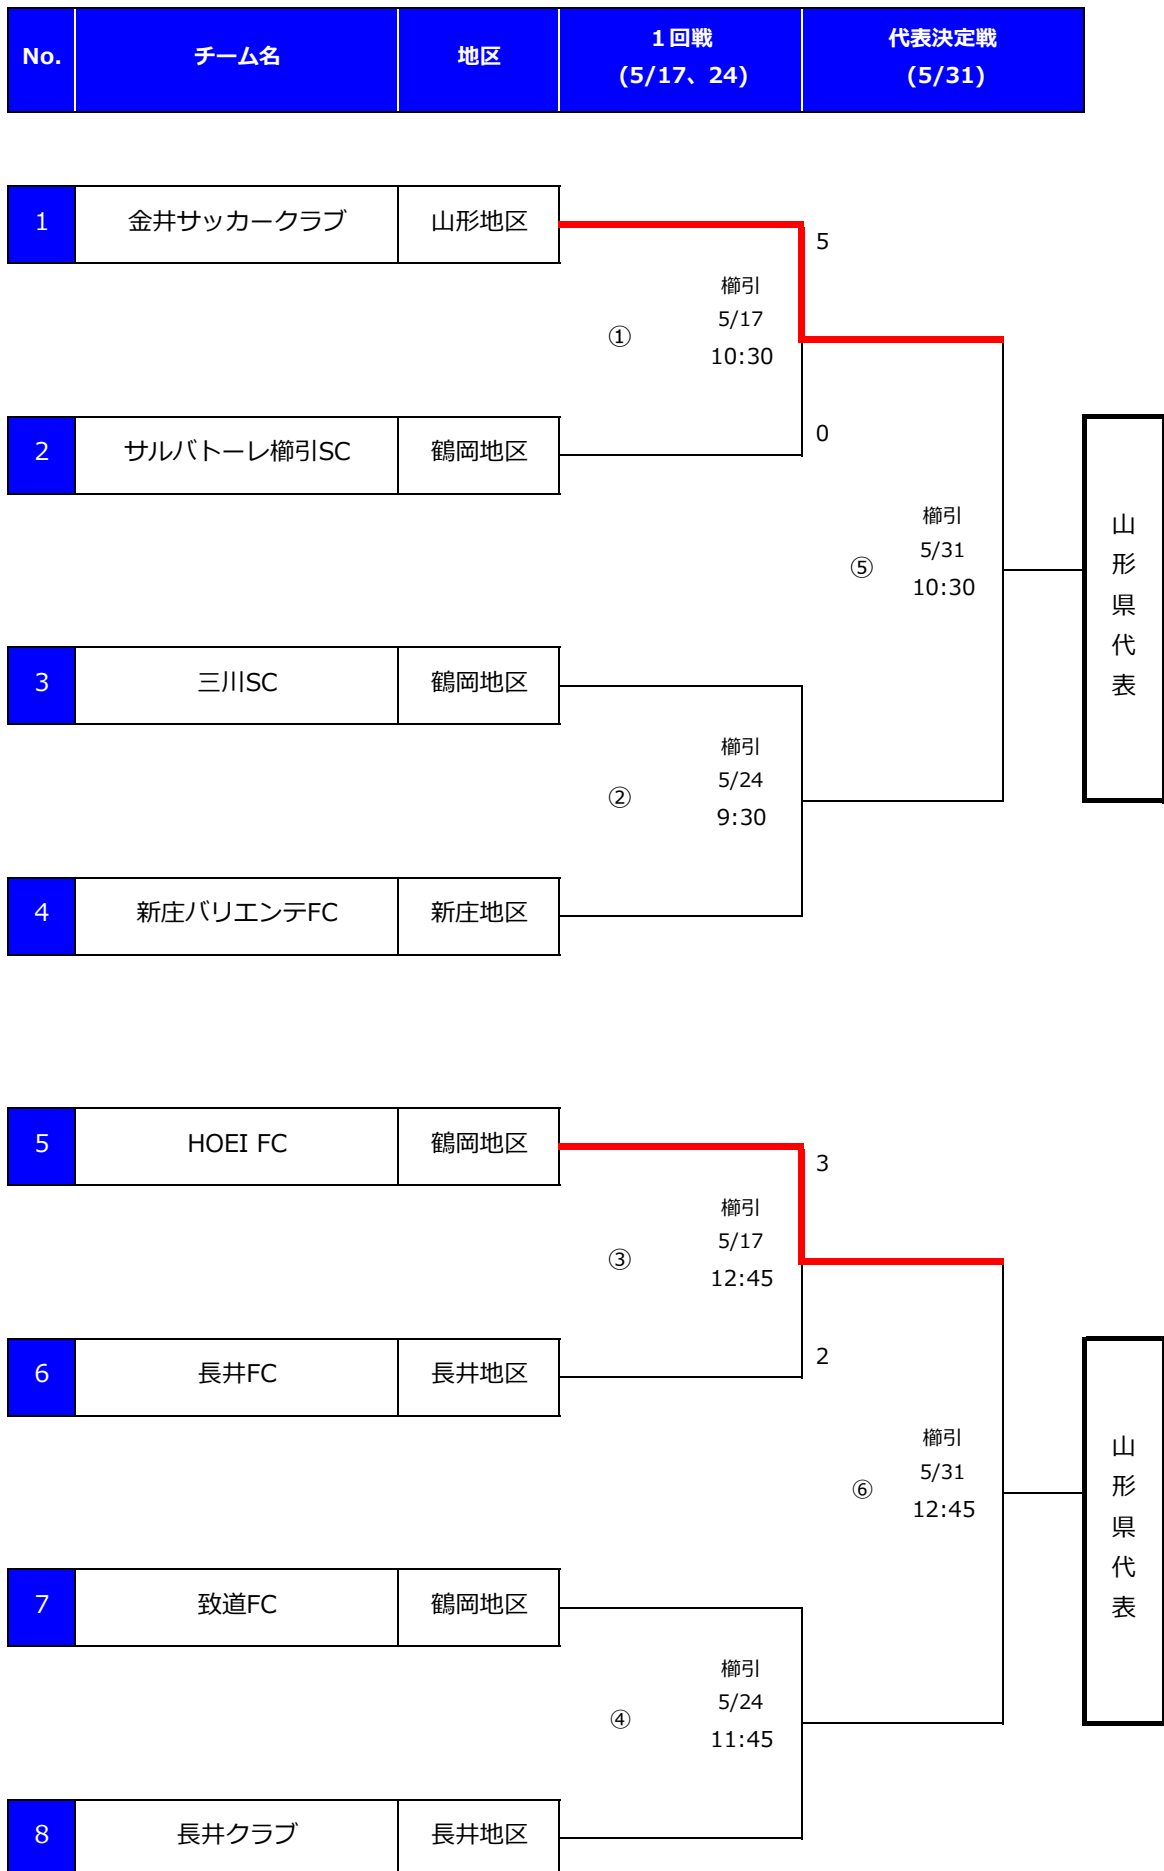 No. チーム名 地区 １回戦 代表決定戦
(5/17、24) (5/31)
1 金井サッカークラブ 山形地区
5
櫛引
5/17
① 10:30
2 サルバトーレ櫛引SC 鶴岡地区
0
櫛引
5/31
⑤ 10:30
山
形
県
代
表
3 三川SC 鶴岡地区
櫛引
5/24
② 9:30
4 新庄バリエンテFC 新庄地区
5 HOEI FC 鶴岡地区
3
櫛引
5/17
③ 12:45
6 長井FC 長井地区
2
櫛引
5/31
⑥ 12:45
山
形
県
代
表
7 致道FC 鶴岡地区
櫛引
5/24
④ 11:45
8 長井クラブ 長井地区